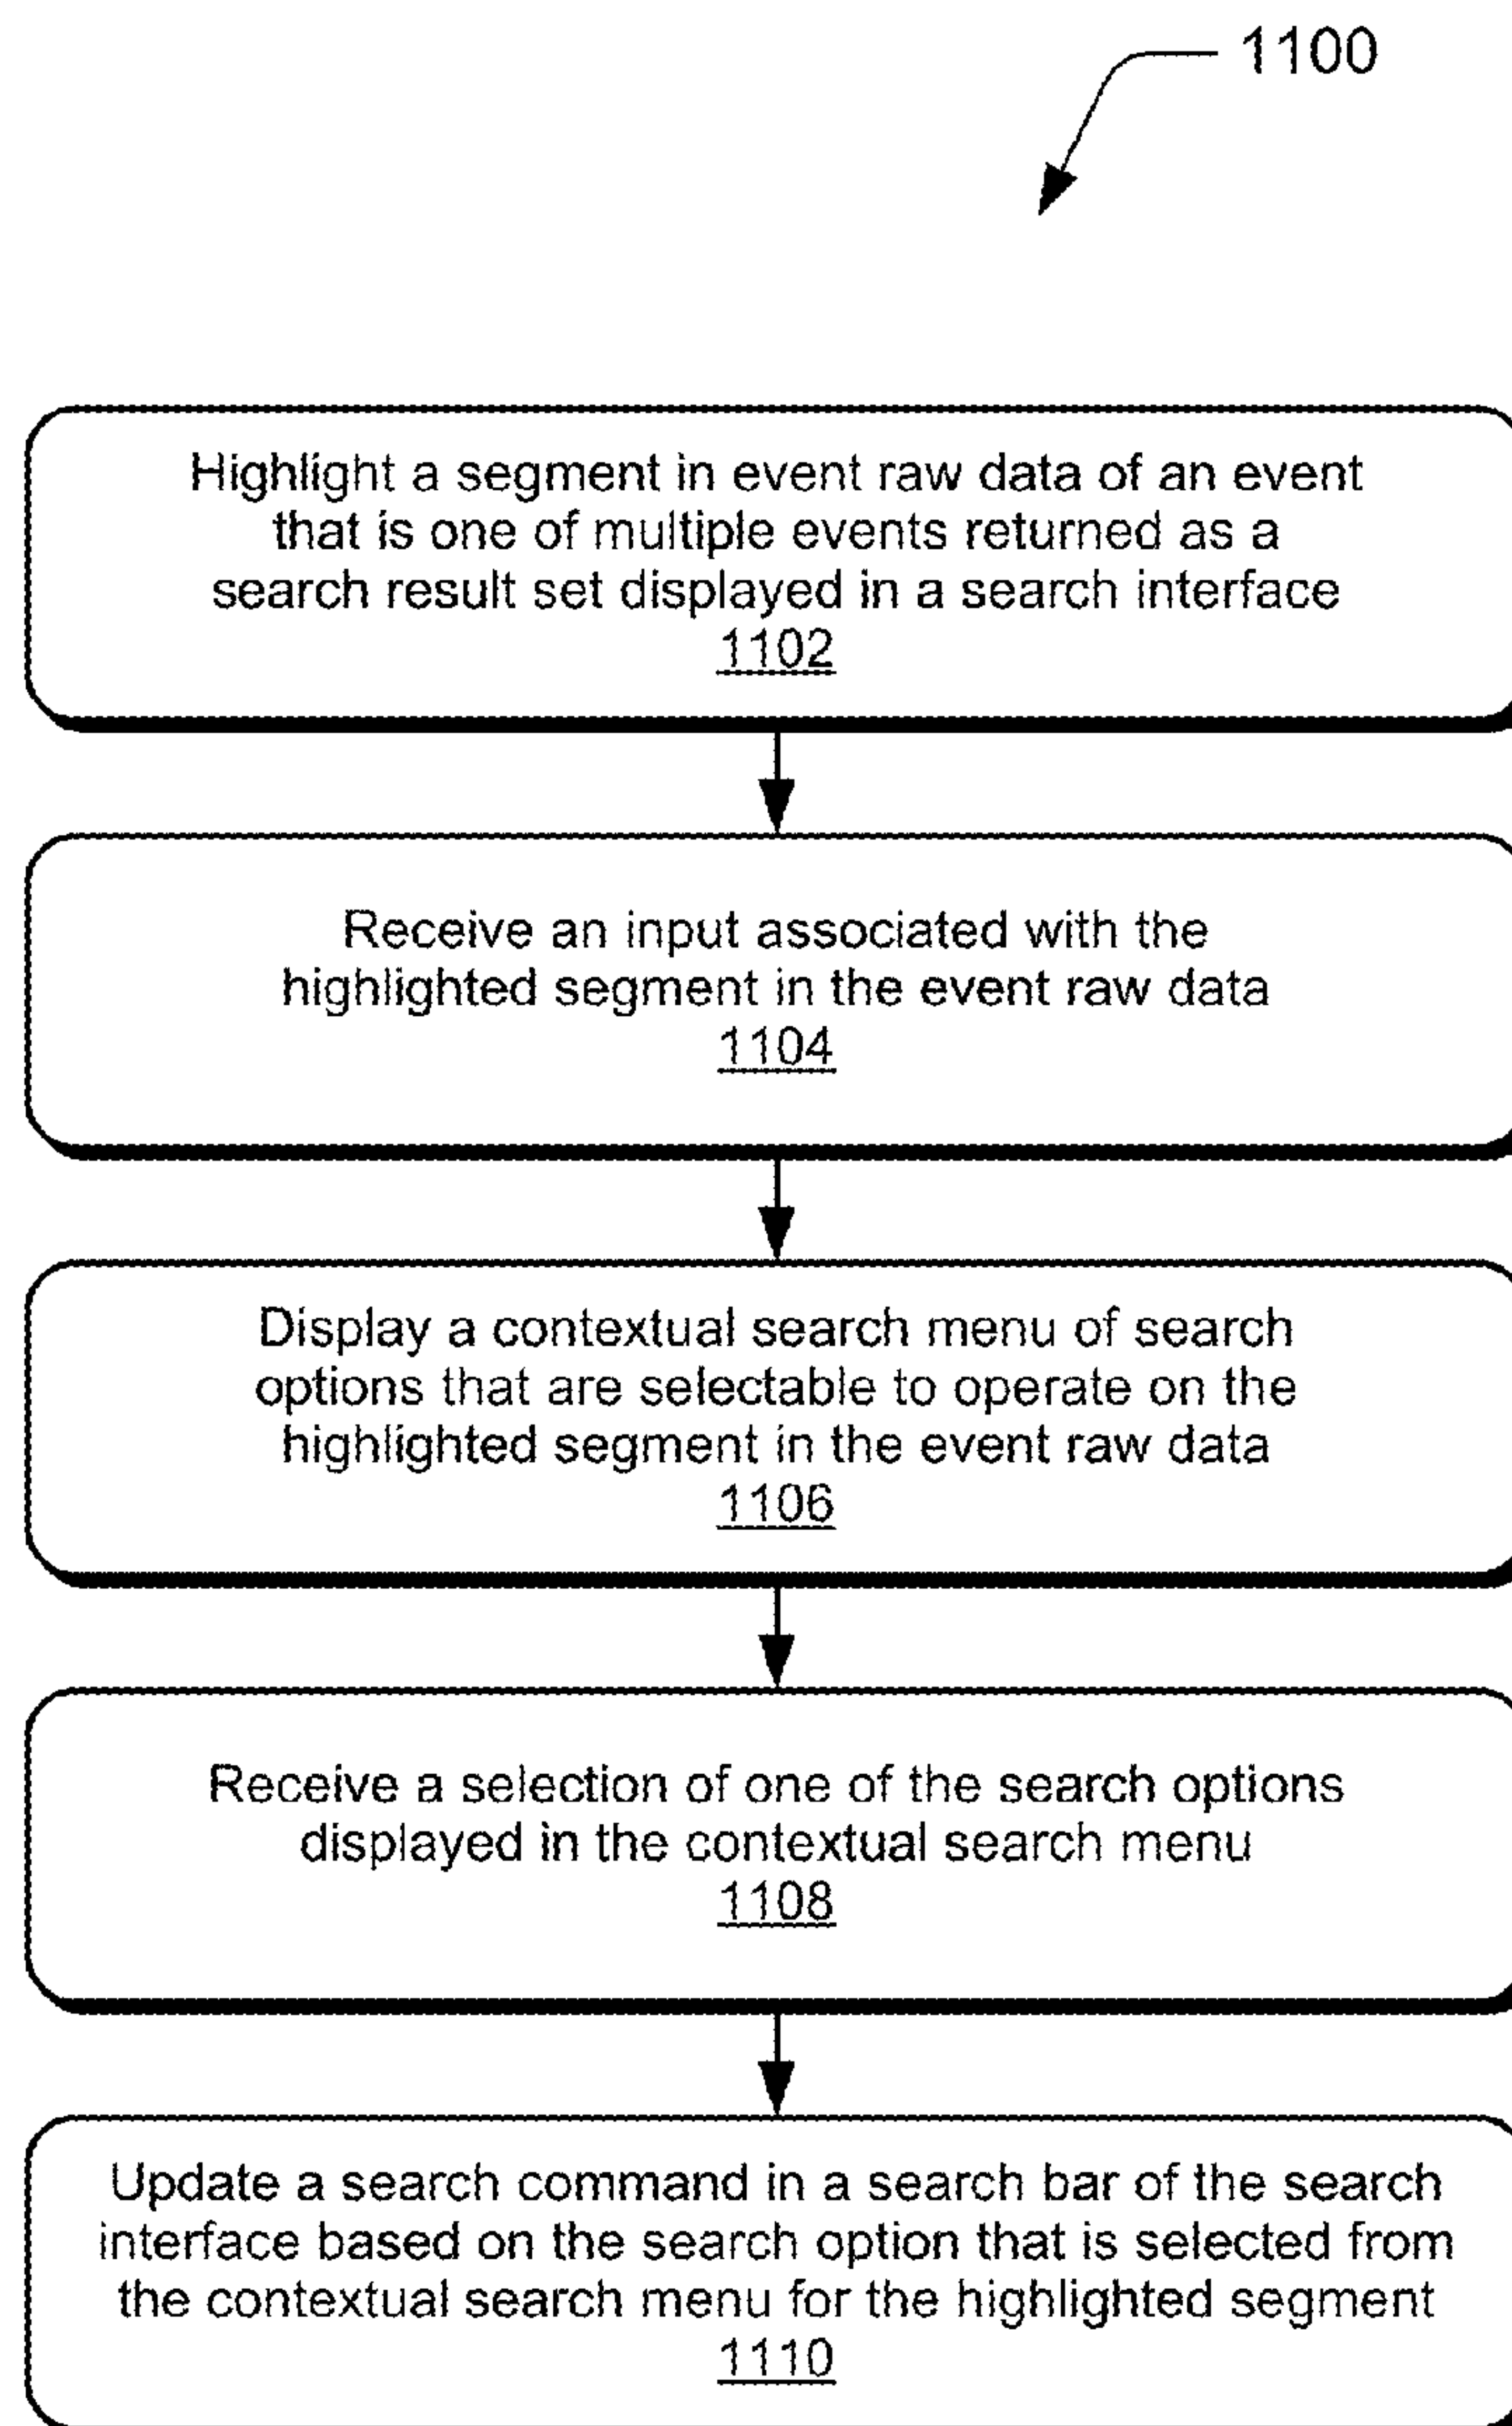 1100
Highlight a segment in event raw data of an event
that is one of multiple events returned as a
search result set displayed in a search interface
1102
Receive an input associated with the
highlighted segment in the event raw data
1104
Display a contextual search menu of search
options that are selectable to operate on the
highlighted segment in the event raw data
1106
Receive a selection of one of the search options
displayed in the contextual search menu
1108
Update a search command in a search bar of the search
interface based on the search option that is selected from
the contextual search menu for the highlighted segment
1110